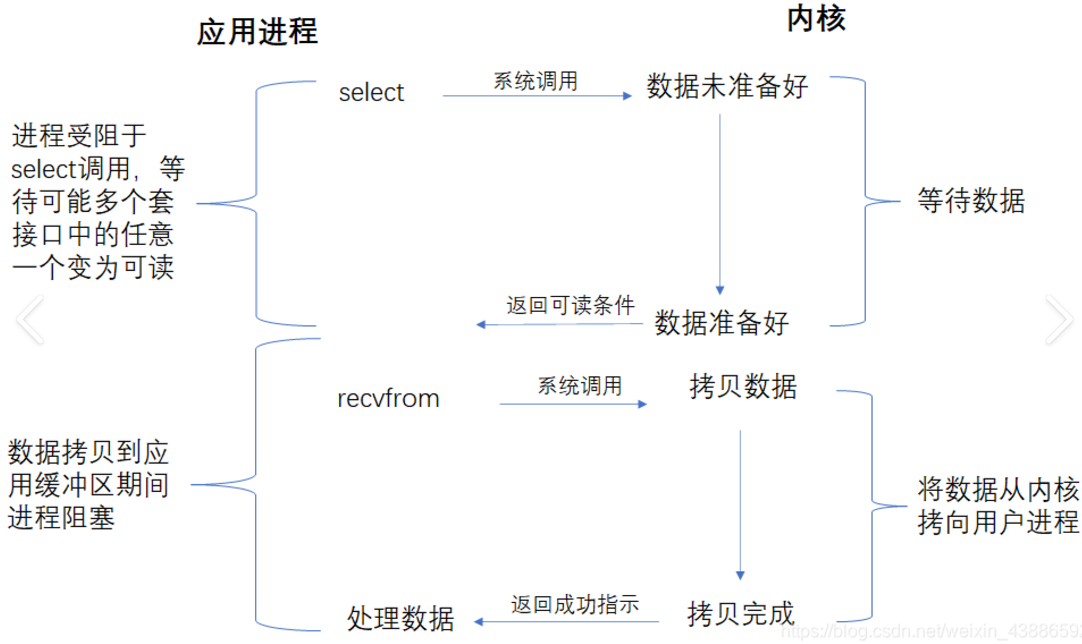 应用进程
内核
select
系统调用
数据未准备好
进程受阻于
select调用，等
待可能多个套
接口中的任意
一个变为可读
等待数据
返回可读条件
数据准备好
recvfrom
系统调用
拷贝数据
数据拷贝到应
用缓冲区期间
进程阻塞
将数据从内核
拷向用户进程
处理数据
返回成功指示
拷贝完成
https://blog.csdn.net/weixin_4388659